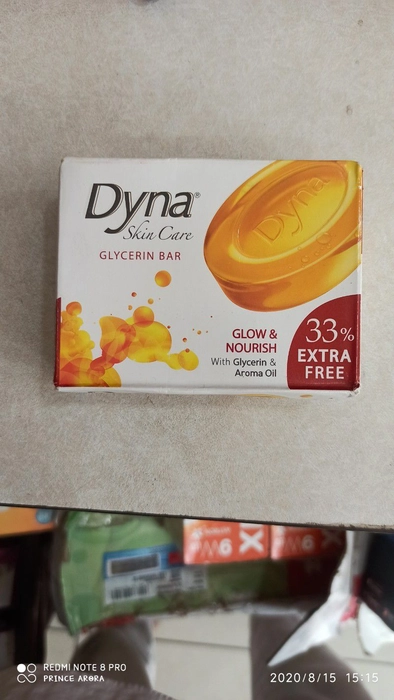 Dyna®
Skin Care
GLYCERIN BAR
Dyna
GLOW &
NOURISH
With Glycerin &
Aroma Oil
33%
EXTRA
FREE
REDMI NOTE 8 PRO
PRINCE ARORA
2020/8/15 15:15